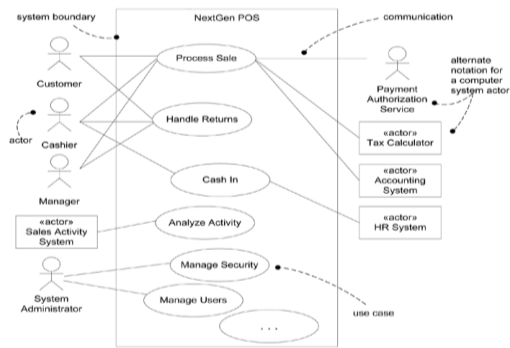 system boundary
NextGen POS
communication
Process Sale
Customer
alternate
notation for
a computer
system actor
Payment
Authorization
Service
Handle Returns
actor
Cashier
«actor»
Tax Calculator
Cash In
«actor»
Accounting
System
Manager
«actor»
Sales Activity
System
Analyze Activity
«actor»
HR System
Manage Security
System
Administrator
Manage Users
use case
. . .